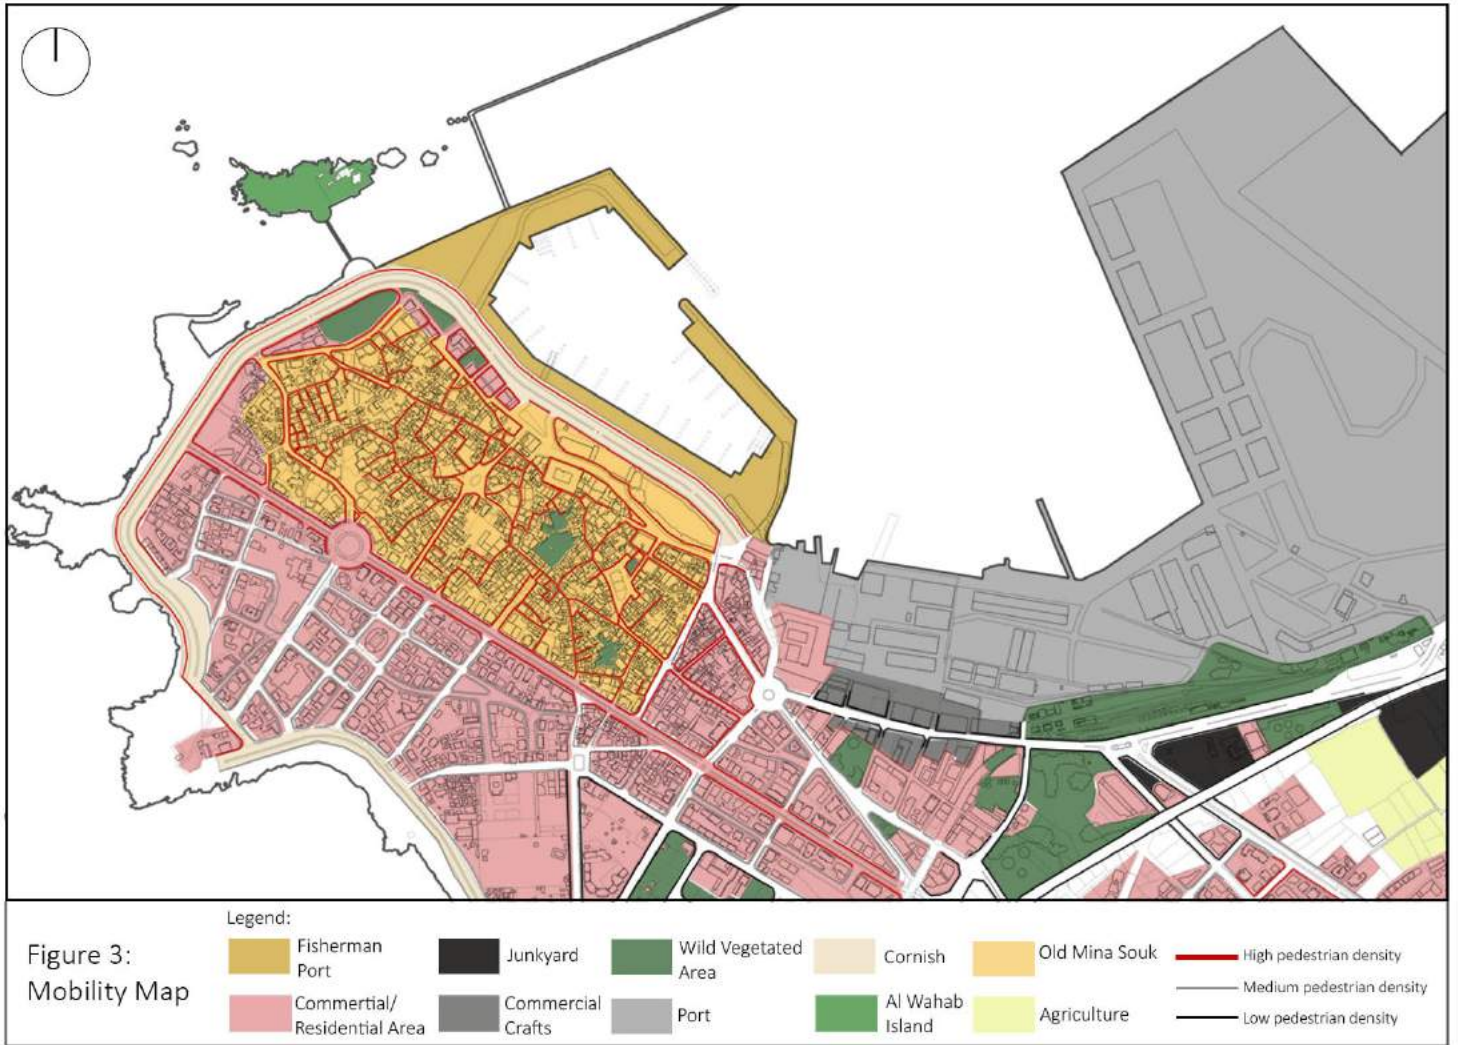 Figure 3:
Mobility Map
Legend:
Fisherman
Port
Commertial/
Residential Area
Junkyard
Commercial
Crafts
Wild Vegetated
Area
Port
Cornish
Al Wahab
Island
Old Mina Souk
Agriculture
High pedestrian density
Medium pedestrian density
Low pedestrian density